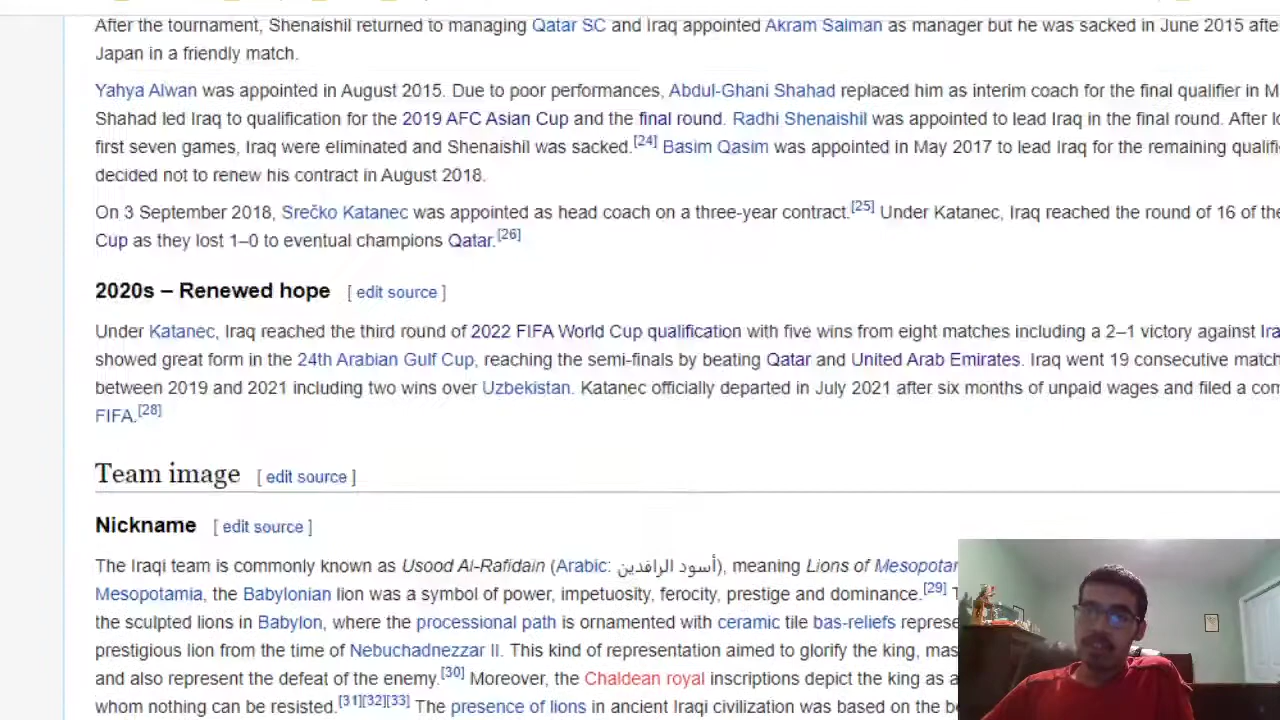 After the tournament, Shenaishil returned to managing Qatar SC and Iraq appointed Akram Salman as manager but he was sacked in June 2015 afte
Japan in a friendly match.
Yahya Alwan was appointed in August 2015. Due to poor performances, Abdul-Ghani Shahad replaced him as interim coach for the final qualifier in M
Shahad led Iraq to qualification for the 2019 AFC Asian Cup and the final round. Radhi Shenaishil was appointed to lead Iraq in the final round. After lo
first seven games, Iraq were eliminated and Shenaishil was sacked.[24] Basim Qasim was appointed in May 2017 to lead Iraq for the remaining qualifi
decided not to renew his contract in August 2018.
On 3 September 2018, Srečko Katanec was appointed as head coach on a three-year contract.[25] Under Katanec, Iraq reached the round of 16 of the
Cup as they lost 1–0 to eventual champions Qatar.[26]
2020s – Renewed hope [ edit source ]
Under Katanec, Iraq reached the third round of 2022 FIFA World Cup qualification with five wins from eight matches including a 2–1 victory against Ira
showed great form in the 24th Arabian Gulf Cup, reaching the semi-finals by beating Qatar and United Arab Emirates. Iraq went 19 consecutive match
between 2019 and 2021 including two wins over Uzbekistan. Katanec officially departed in July 2021 after six months of unpaid wages and filed a com
FIFA.[28]
Team image [ edit source ]
Nickname [ edit source ]
The Iraqi team is commonly known as Usood Al-Rafidain (Arabic: أسود الرافدين), meaning Lions of Mesopotar
Mesopotamia, the Babylonian lion was a symbol of power, impetuosity, ferocity, prestige and dominance.[29] T
the sculpted lions in Babylon, where the processional path is ornamented with ceramic tile bas-reliefs represe
prestigious lion from the time of Nebuchadnezzar II. This kind of representation aimed to glorify the king, mas
and also represent the defeat of the enemy.[30] Moreover, the Chaldean royal inscriptions depict the king as a
whom nothing can be resisted.[31][32][33] The presence of lions in ancient Iraqi civilization was based on the be